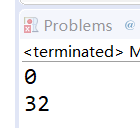 Problems @
<terminated> M
0
32